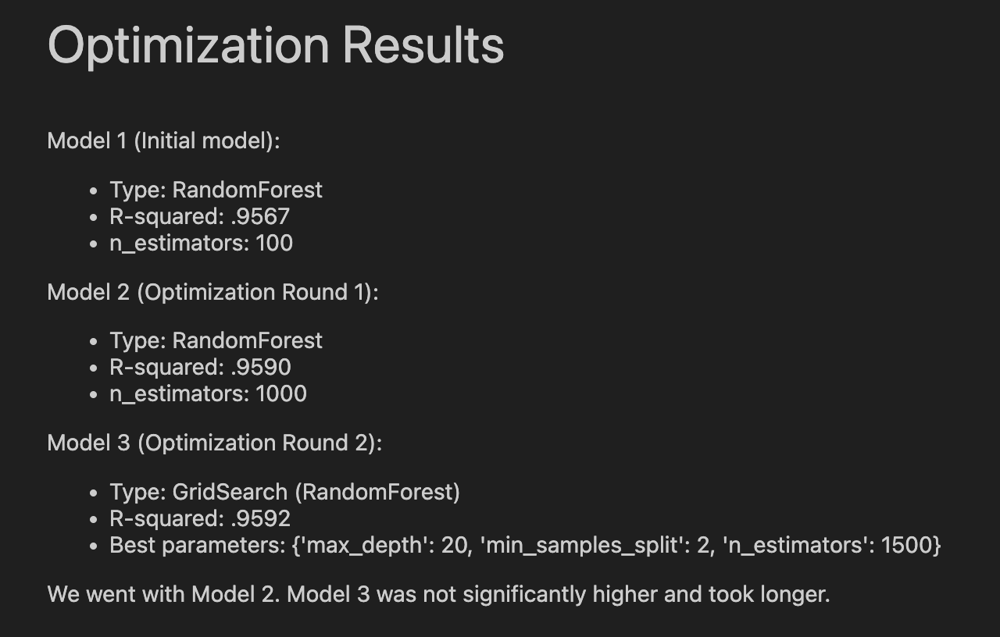 Optimization Results
Model 1 (Initial model):
• Type: RandomForest
• R-squared: .9567
• n_estimators: 100
Model 2 (Optimization Round 1):
• Type: RandomForest
• R-squared: .9590
• n_estimators: 1000
Model 3 (Optimization Round 2):
• Type: GridSearch (RandomForest)
• R-squared: .9592
• Best parameters: {'max_depth': 20, 'min_samples_split': 2, 'n_estimators': 1500}
We went with Model 2. Model 3 was not significantly higher and took longer.